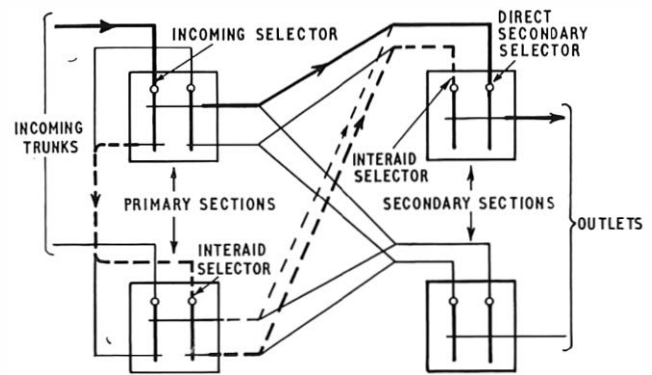 INCOMING SELECTOR
DIRECT
SECONDARY
SELECTOR
INCOMING
TRUNKS
INTERAID
SELECTOR
PRIMARY SECTIONS
SECONDARY SECTIONS
OUTLETS
INTERAID
SELECTOR